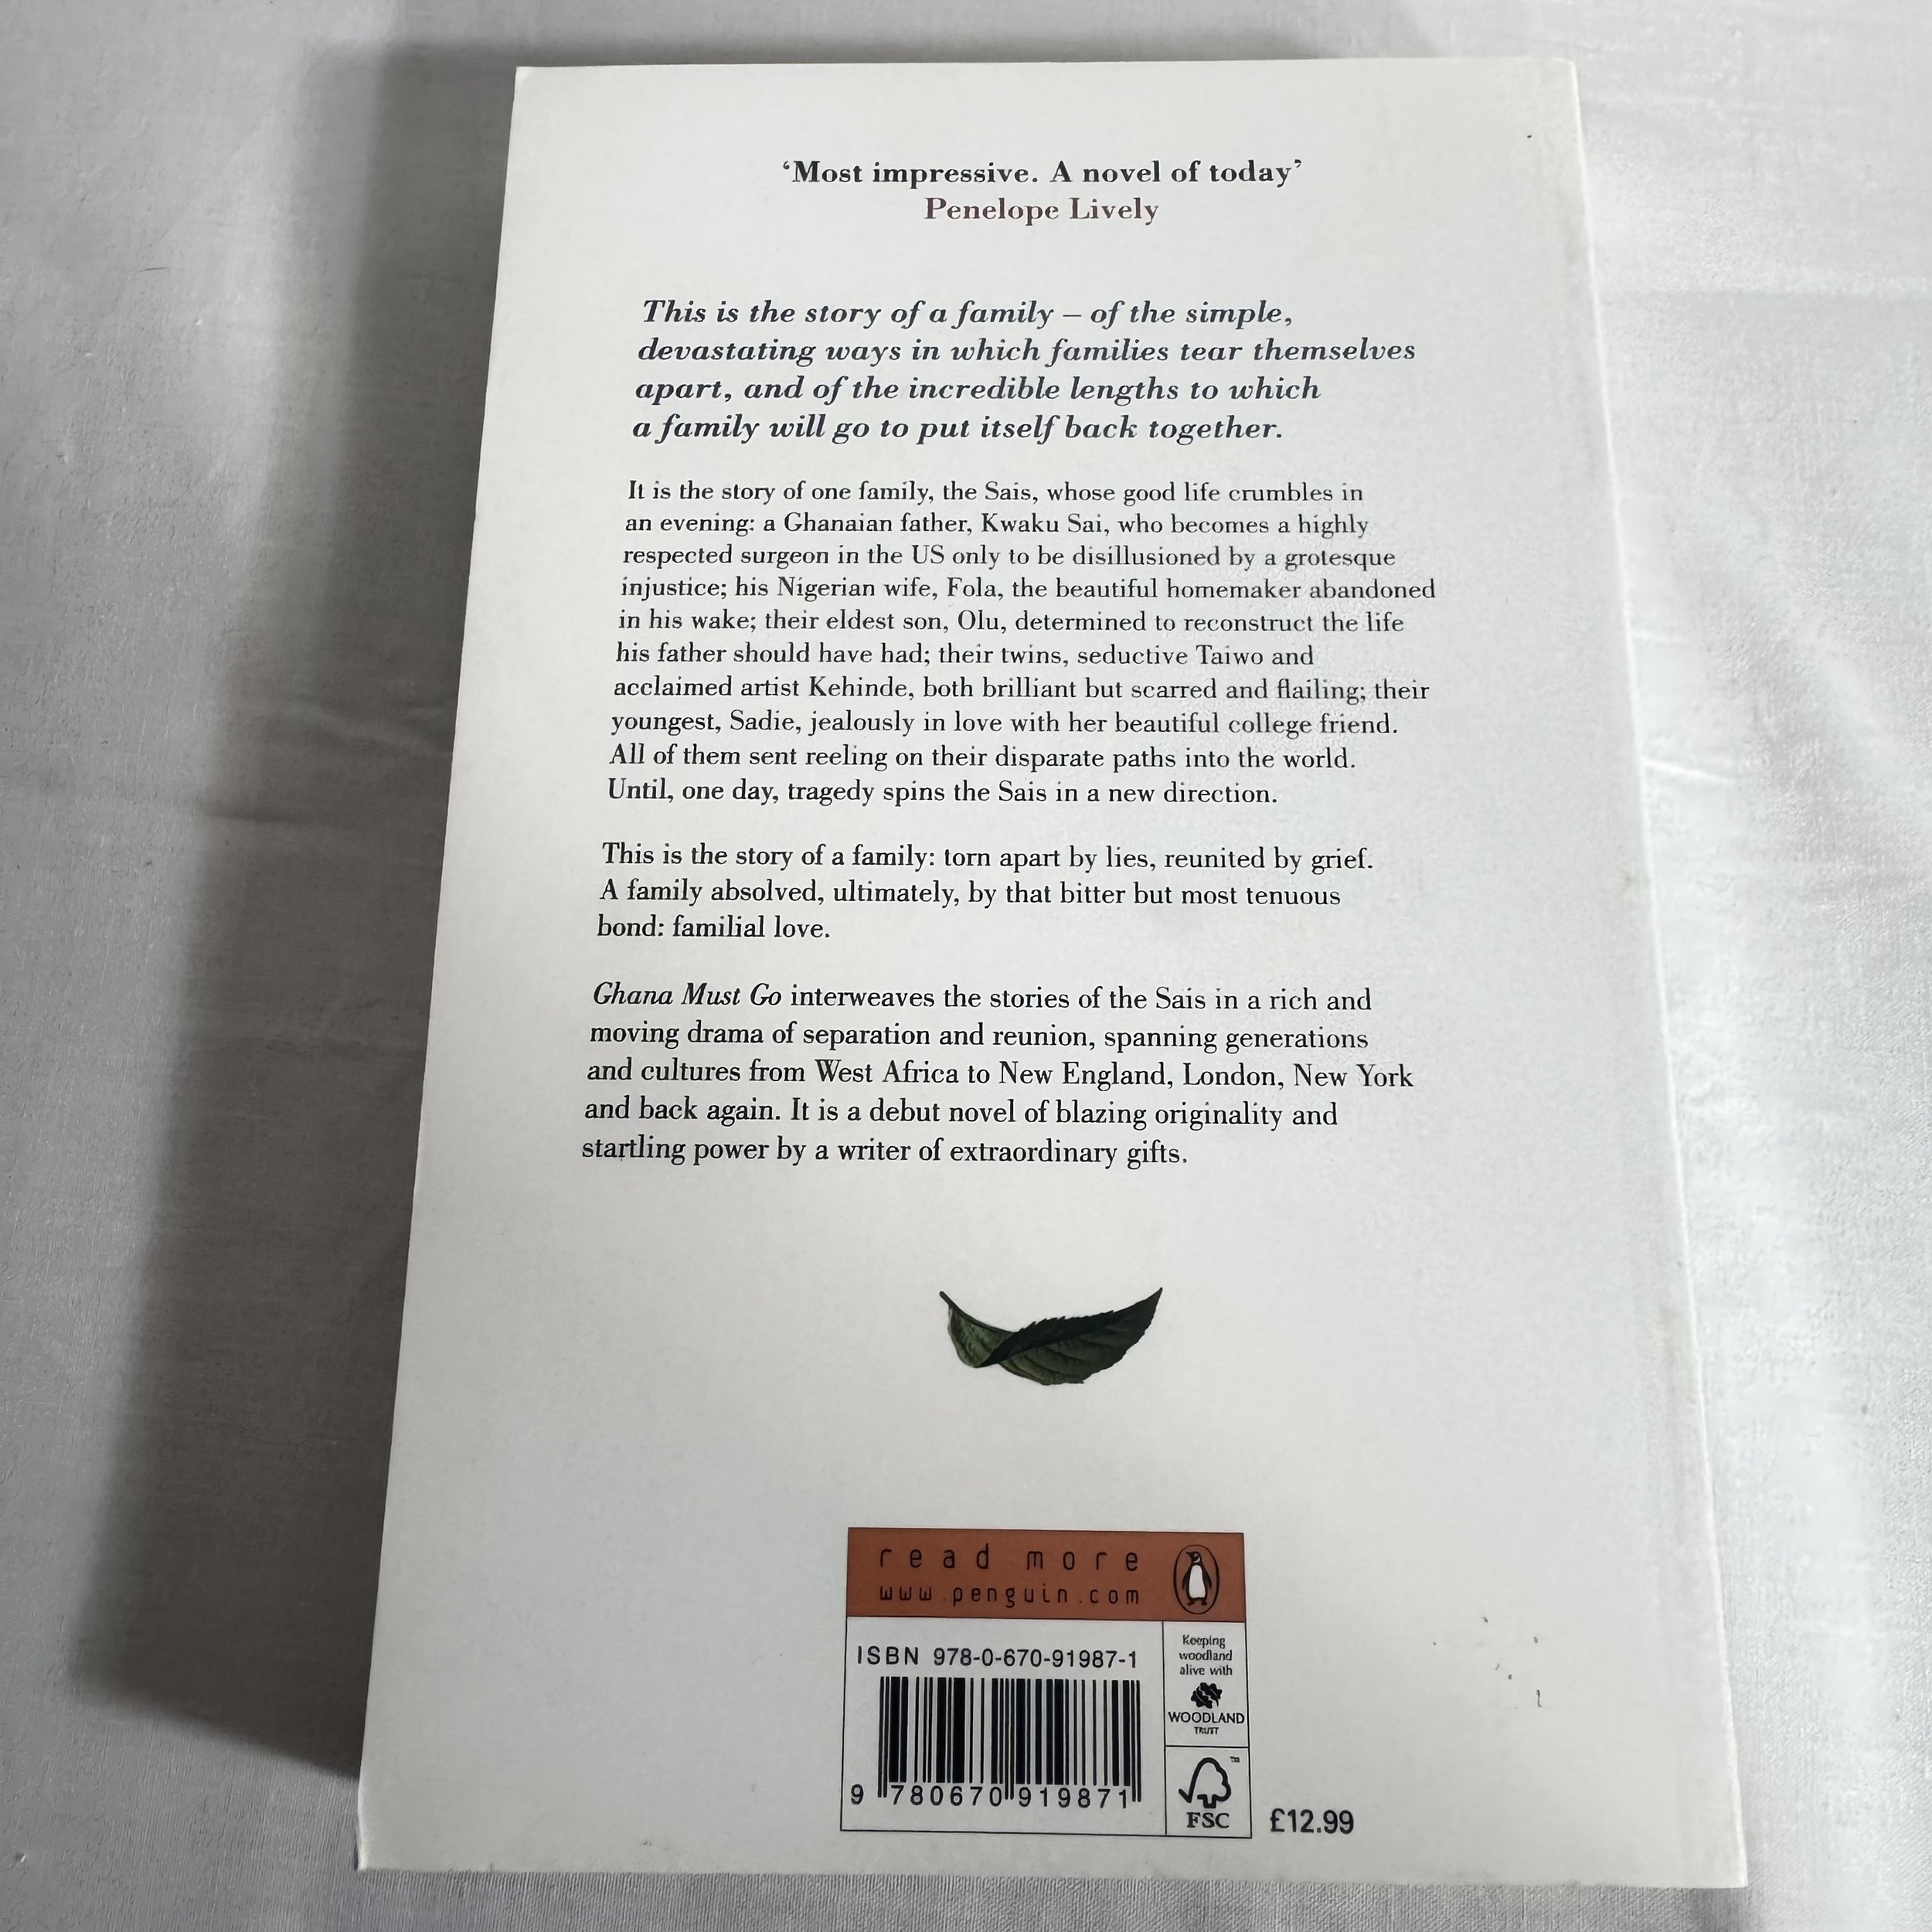 ‘Most impressive. A novel of today’
Penelope Lively
This is the story of a family – of the simple,
devastating ways in which families tear themselves
apart, and of the incredible lengths to which
a family will go to put itself back together.
It is the story of one family, the Sais, whose good life crumbles in
an evening: a Ghanaian father, Kwaku Sai, who becomes a highly
respected surgeon in the US only to be disillusioned by a grotesque
injustice; his Nigerian wife, Fola, the beautiful homemaker abandoned
in his wake; their eldest son, Olu, determined to reconstruct the life
his father should have had; their twins, seductive Taiwo and
acclaimed artist Kehinde, both brilliant but scarred and flailing; their
youngest, Sadie, jealously in love with her beautiful college friend.
All of them sent reeling on their disparate paths into the world.
Until, one day, tragedy spins the Sais in a new direction.
This is the story of a family: torn apart by lies, reunited by grief.
A family absolved, ultimately, by that bitter but most tenuous
bond: familial love.
Ghana Must Go interweaves the stories of the Sais in a rich and
moving drama of separation and reunion, spanning generations
and cultures from West Africa to New England, London, New York
and back again. It is a debut novel of blazing originality and
startling power by a writer of extraordinary gifts.
read more
www.penguin.com
ISBN 978-0-670-91987-1
9 780670 919871
Keeping
woodland
alive with
WOODLAND
TRUST
™
FSC
£12.99